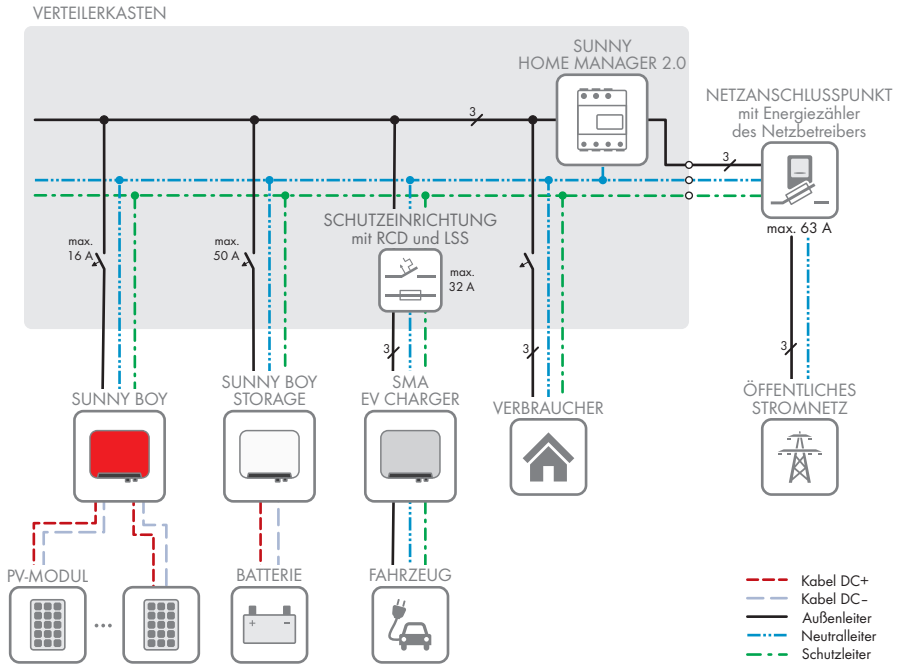 VERTEILERKASTEN
SUNNY
HOME MANAGER 2.0
NETZANSCHLUSSPUNKT
mit Energiezähler
des Netzbetreibers
3
3
SCHUTZEINRICHTUNG
mit RCD und LSS
max. 63 A
max.
16 A
max.
50 A
max.
32 A
3
3
3
SUNNY BOY
SUNNY BOY
STORAGE
SMA
EV CHARGER
VERBRAUCHER
ÖFFENTLICHES
STROMNETZ
PV-MODUL
...
BATTERIE
+ -
FAHRZEUG
Kabel DC+
Kabel DC–
Außenleiter
Neutralleiter
Schutzleiter